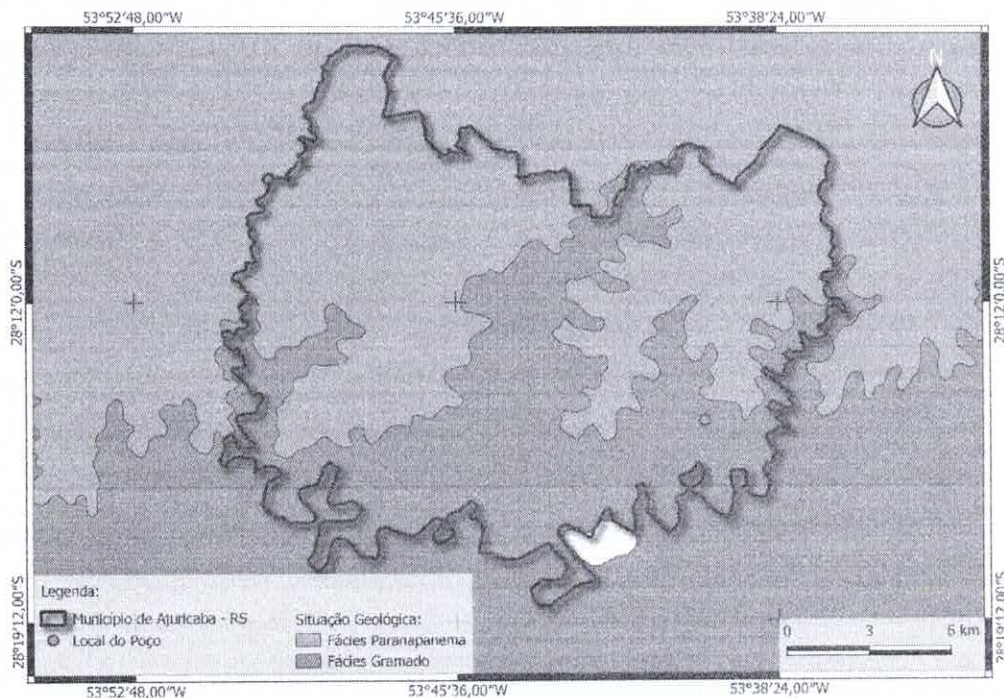 53°52'48,00"W 53°45'36,00"W 53°38'24,00"W
N
28°12'0,00"S 28°12'0,00"S
28°19'12,00"S 28°19'12,00"S
Legenda:
Município de Ajuricaba - RS
Local do Poço
Situação Geológica:
Fácies Paranapanema
Fácies Gramado
0 3 6 km
53°52'48,00"W 53°45'36,00"W 53°38'24,00"W